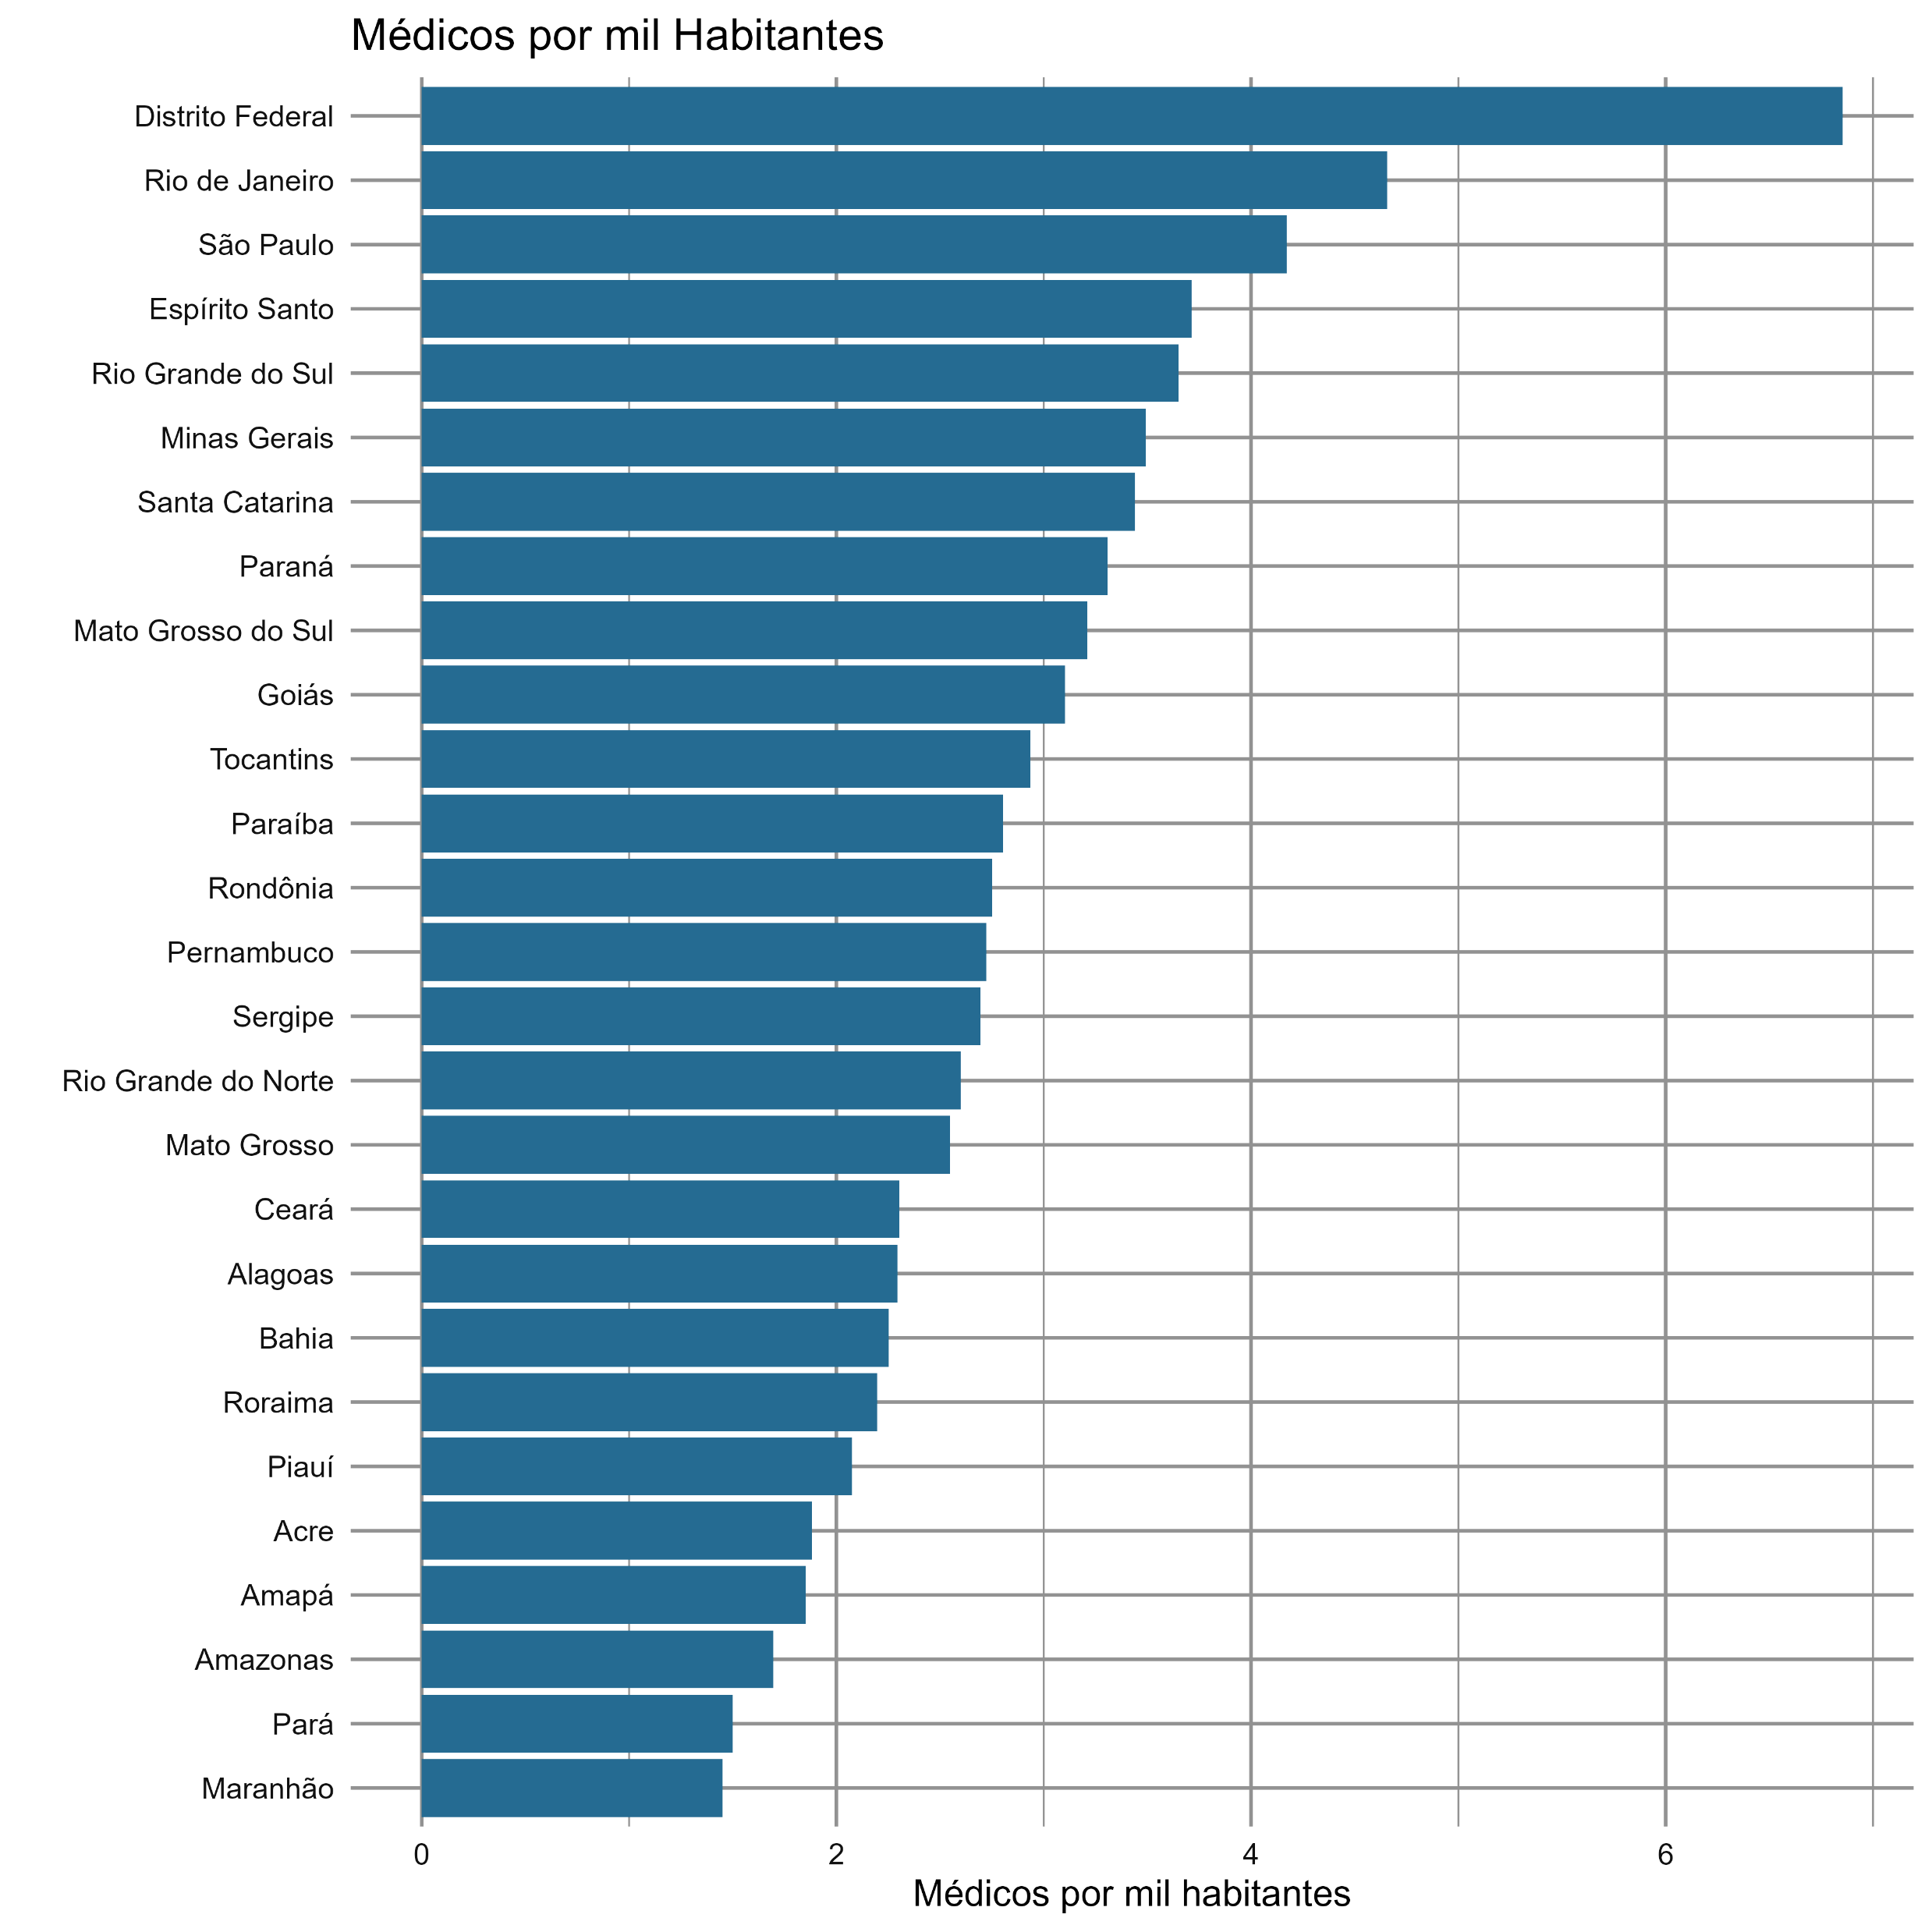 Médicos por mil Habitantes
Distrito Federal
Rio de Janeiro
São Paulo
Espírito Santo
Rio Grande do Sul
Minas Gerais
Santa Catarina
Paraná
Mato Grosso do Sul
Goiás
Tocantins
Paraíba
Rondônia
Pernambuco
Sergipe
Rio Grande do Norte
Mato Grosso
Ceará
Alagoas
Bahia
Roraima
Piauí
Acre
Amapá
Amazonas
Pará
Maranhão
0 2 4 6
Médicos por mil habitantes